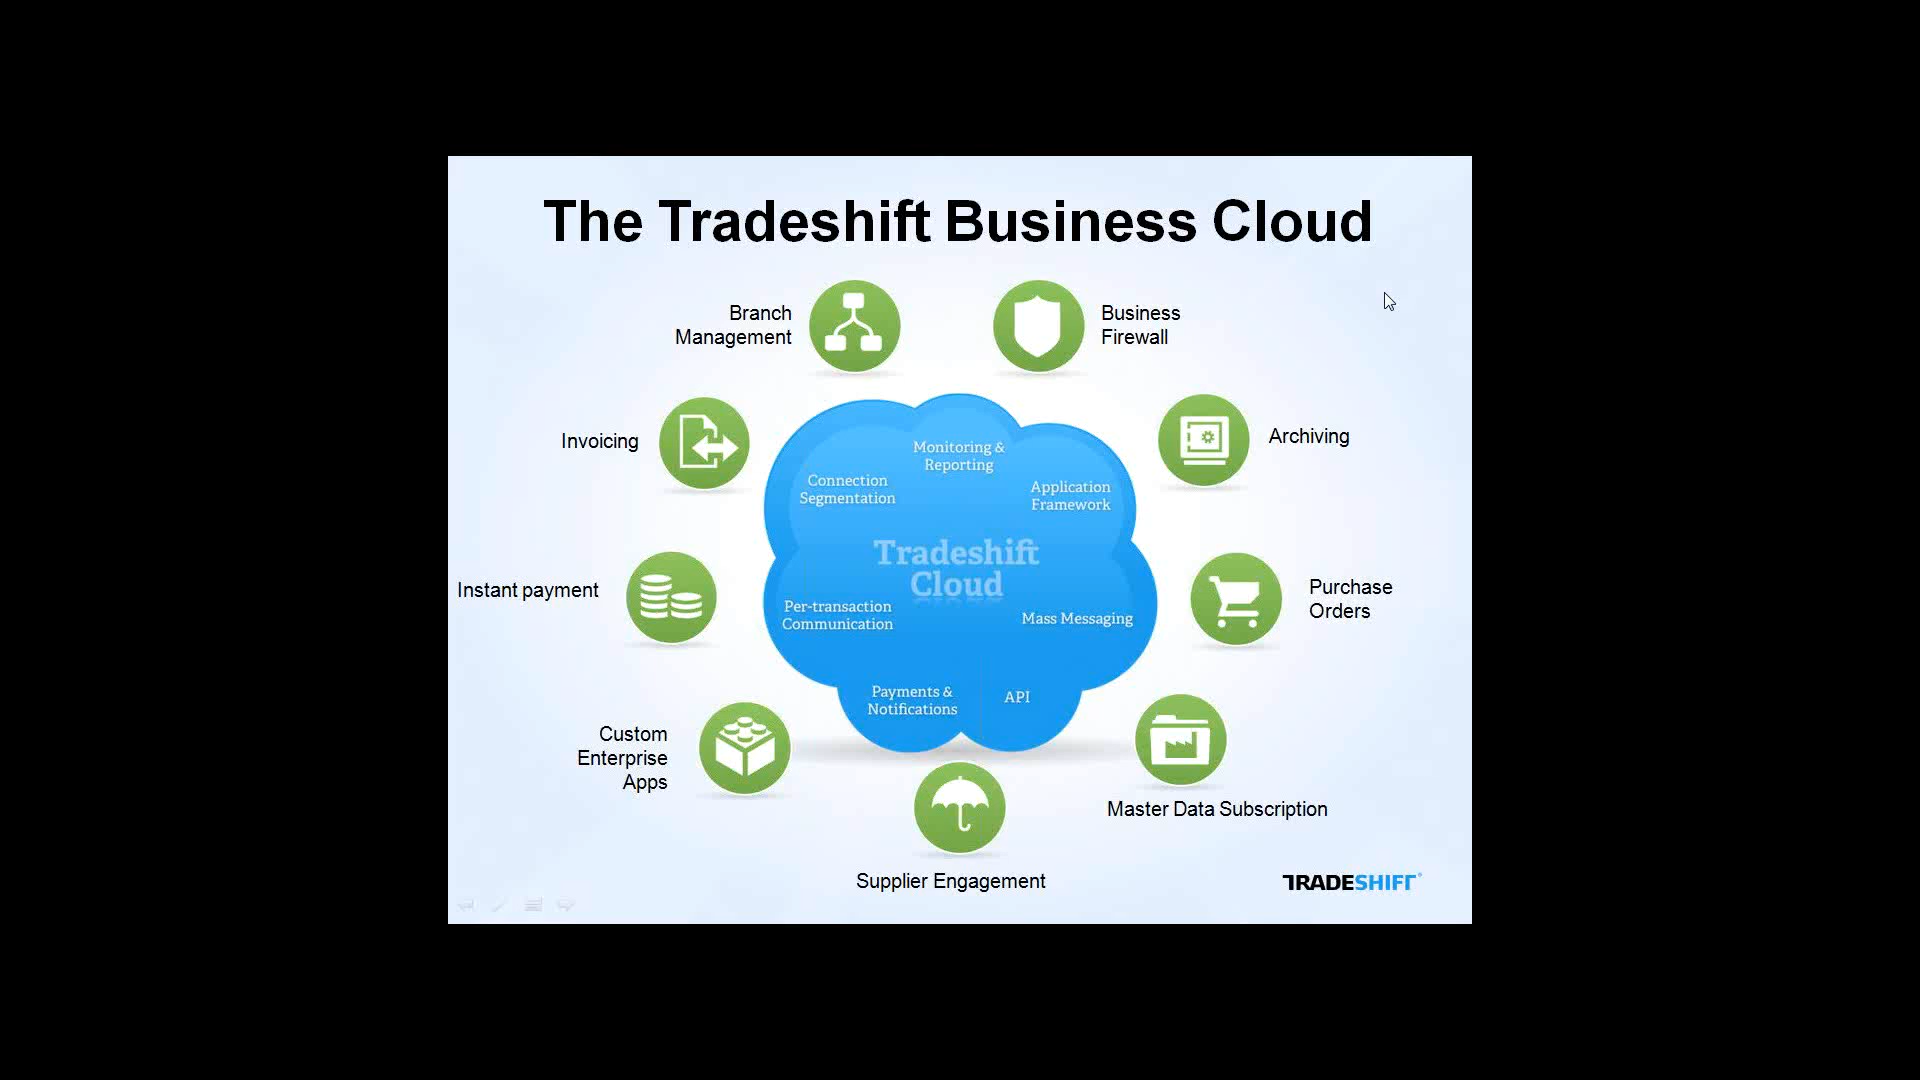 The Tradeshift Business Cloud
Branch
Management
Business
Firewall
Invoicing
Archiving
Monitoring &
Reporting
Connection
Segmentation
Application
Framework
Tradeshift
Cloud
Instant payment
Purchase
Orders
Per-transaction
Communication
Mass Messaging
Payments &
Notifications
API
Custom
Enterprise
Apps
Master Data Subscription
Supplier Engagement
TRADESHIFT